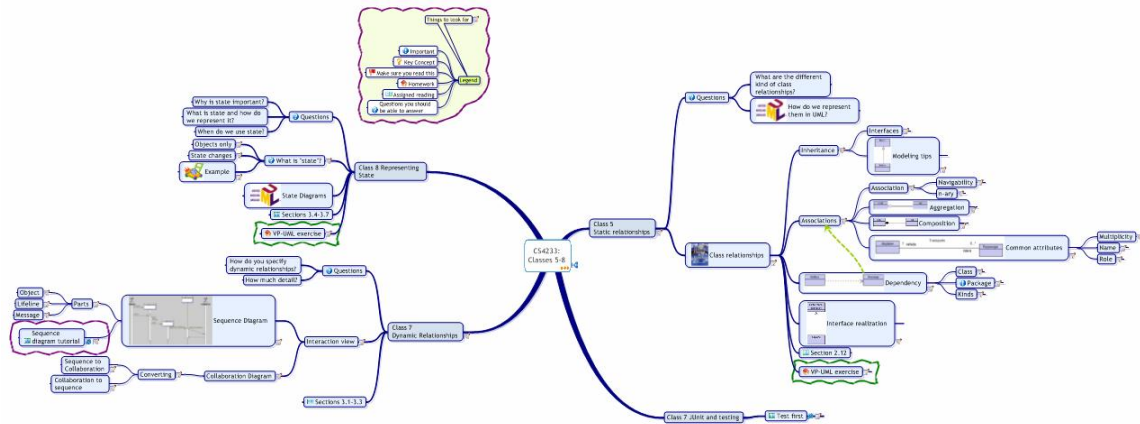 Things to look for
Important
Key Concept
Make sure you read this
Homework
Assigned reading
Questions you should
be able to answer
Legend
Why is state important?
What is state and how do
we represent it?
When do we use state?
Questions
Objects only
State changes
Example
What is "state"?
State Diagrams
Sections 3.4-3.7
VP-UML exercise
Class 8 Representing
State
How do you specify
dynamic relationships?
How much detail?
Questions
Object
Lifeline
Message
Parts
Sequence
diagram tutorial
Sequence Diagram
Sequence to
Collaboration
Collaboration to
sequence
Converting
Collaboration Diagram
Interaction view
Sections 3.1-3.3
Class 7
Dynamic Relationships
CS4233:
Classes 5-8
Class 5
Static relationships
Questions
What are the different
kind of class
relationships?
How do we represent
them in UML?
Class relationships
Inheritance
Interfaces
Modeling tips
Associations
Association
Navigability
n-ary
Aggregation
Composition
Common attributes
Multiplicity
Name
Role
Dependency
Class
Package
Kinds
Interface realization
Section 2.12
VP-UML exercise
Class 7 JUnit and testing
Test first